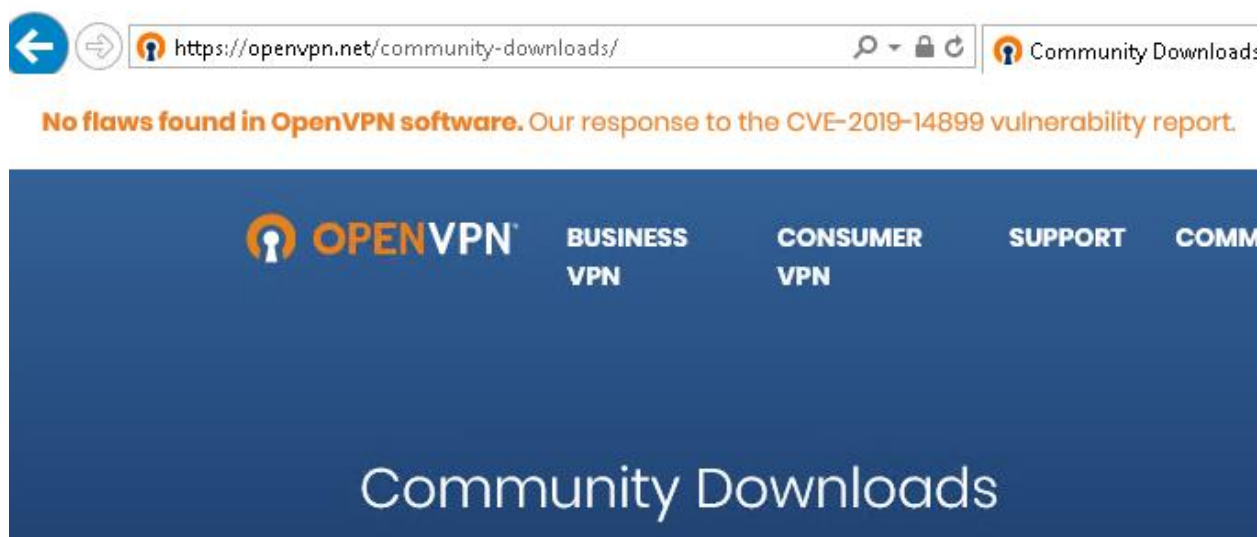 https://openvpn.net/community-downloads/
Community Downloads
No flaws found in OpenVPN software. Our response to the CVE-2019-14899 vulnerability report.
OPENVPN BUSINESS VPN CONSUMER VPN SUPPORT COMM
Community Downloads